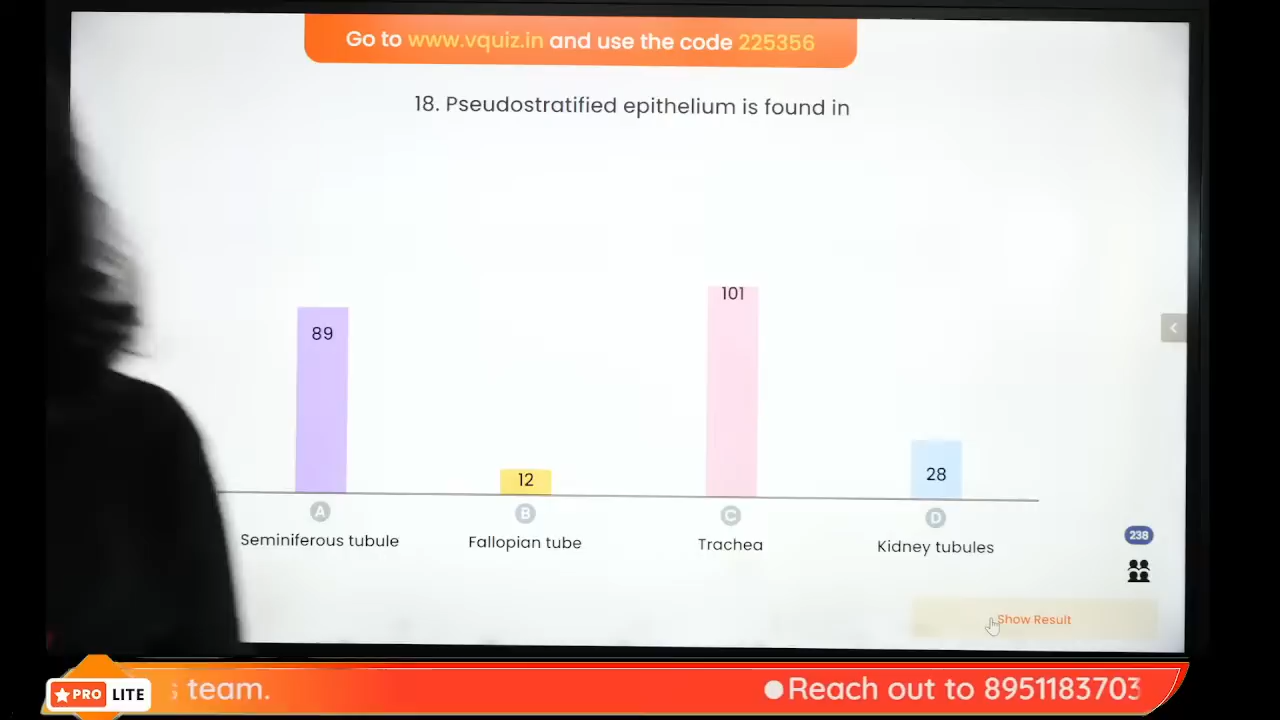 Go to www.vquiz.in and use the code 225356
18. Pseudostratified epithelium is found in
89
12
101
28
A
B
C
D
Seminiferous tubule
Fallopian tube
Trachea
Kidney tubules
238
Show Result
PRO LITE
s team.
Reach out to 8951183703